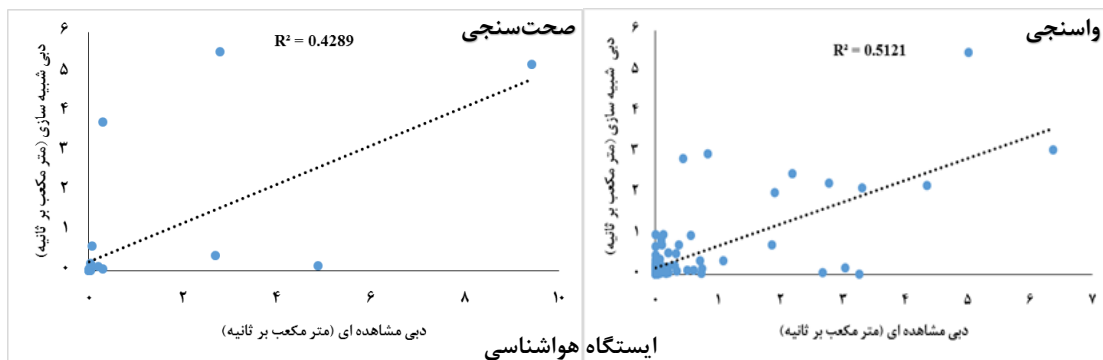 صحت‌سنجی
R² = 0.4289
دبی شبیه سازی (متر مکعب بر ثانیه)
۶
۵
۴
۳
۲
۱
۰
۰ ۲ ۴ ۶ ۸ ۱۰
دبی مشاهده ای (متر مکعب بر ثانیه)
واسنجی
R² = 0.5121
دبی شبیه سازی (متر مکعب بر ثانیه)
۶
۵
۴
۳
۲
۱
۰
۰ ۱ ۲ ۳ ۴ ۵ ۶ ۷
دبی مشاهده ای (متر مکعب بر ثانیه)
ایستگاه هواشناسی